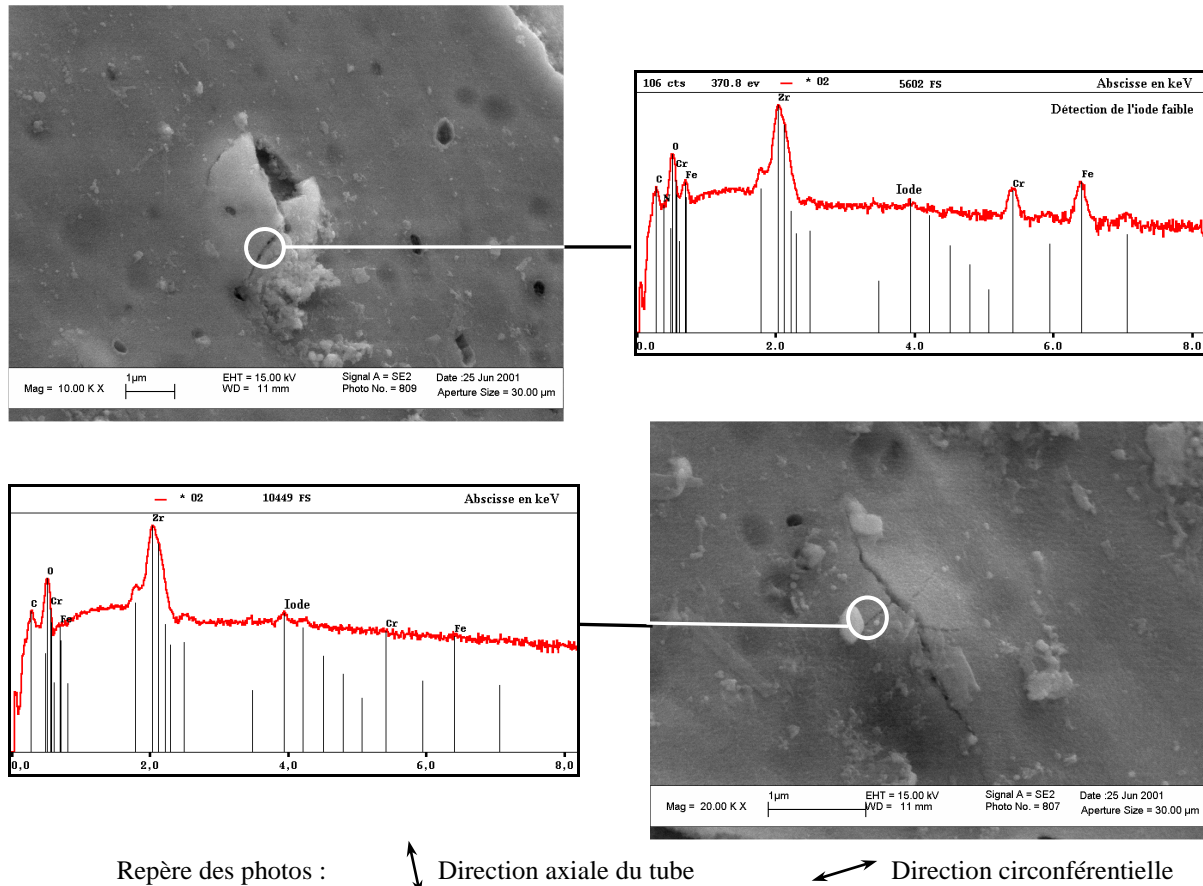 106 cts 370.8 ev — * 02 5602 FS Abscisse en keV
Détection de l'iode faible
Zr
O
Cr
C
N
Fe
Iode
Cr
Fe
0.0 2.0 4.0 6.0 8.
Mag = 10.00 K X
1µm
EHT = 15.00 kV
WD = 11 mm
Signal A = SE2
Photo No. = 809
Date :25 Jun 2001
Aperture Size = 30.00 µm
— * 02 10449 FS Abscisse en keV
Zr
O
C
Cr
Fe
Iode
Cr
Fe
0,0 2,0 4,0 6,0 8,0
Mag = 20.00 K X
1µm
EHT = 15.00 kV
WD = 11 mm
Signal A = SE2
Photo No. = 807
Date :25 Jun 2001
Aperture Size = 30.00 µm
Repère des photos : Direction axiale du tube Direction circonférentielle